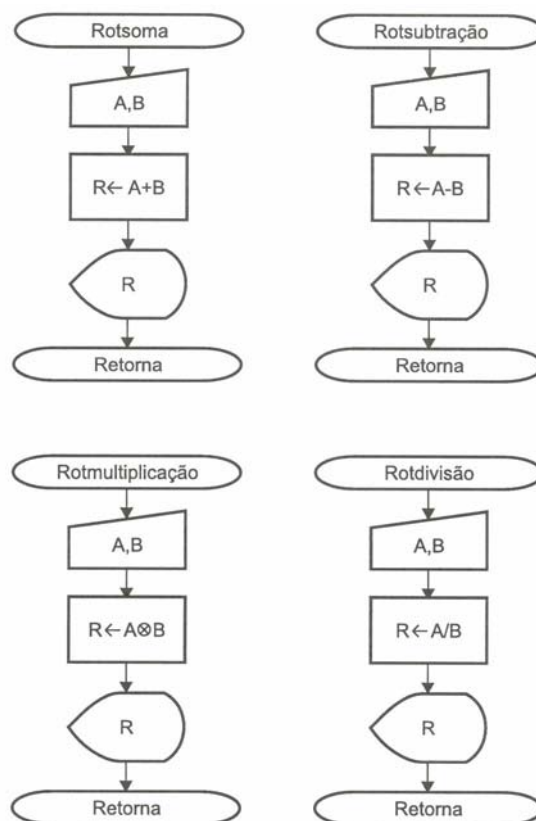 Rotsoma
A,B
R← A+B
R
Retorna
Rotsubtração
A,B
R←A-B
R
Retorna
Rotmultiplicação
A,B
R←A⊗B
R
Retorna
Rotdivisão
A,B
R←A/B
R
Retorna